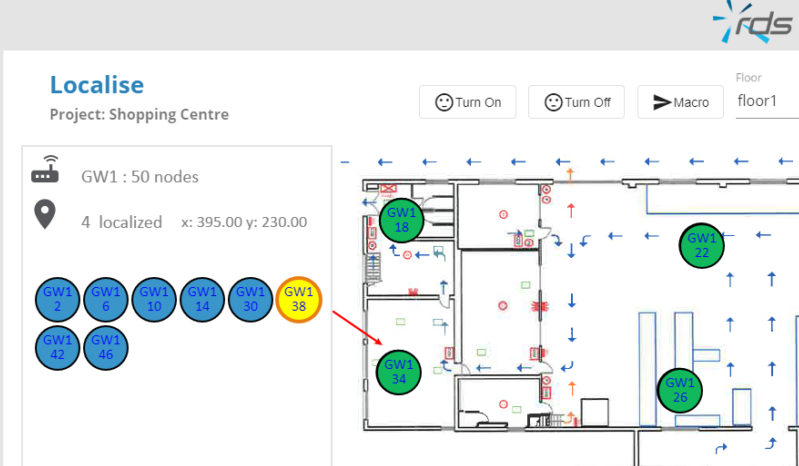 rds
Localise
Project: Shopping Centre
Turn On
Turn Off
Macro
Floor
floor1
GW1 : 50 nodes
4 localized x: 395.00 y: 230.00
GW1
2
GW1
6
GW1
10
GW1
14
GW1
30
GW1
38
GW1
42
GW1
46
GW1
18
GW1
22
GW1
34
GW1
26